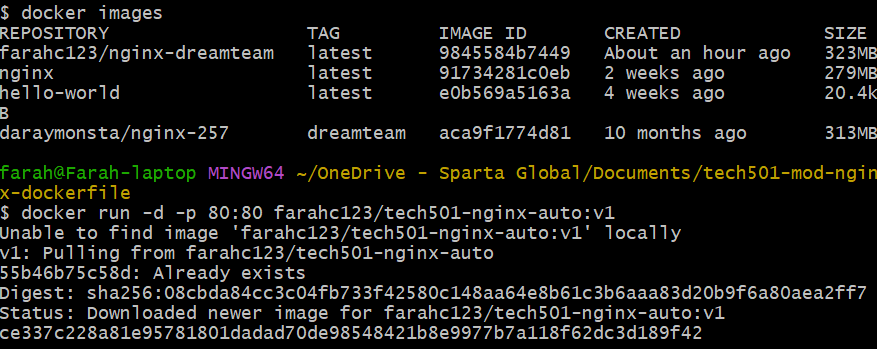 $ docker images
REPOSITORY TAG IMAGE ID CREATED SIZE
farahc123/nginx-dreamteam latest 9845584b7449 About an hour ago 323MB
nginx latest 91734281c0eb 2 weeks ago 279MB
hello-world latest e0b569a5163a 4 weeks ago 20.4k
B
daraymonsta/nginx-257 dreamteam aca9f1774d81 10 months ago 313MB
farah@Farah-laptop MINGW64 ~/OneDrive - Sparta Global/Documents/tech501-mod-ngin
x-dockerfile
$ docker run -d -p 80:80 farahc123/tech501-nginx-auto:v1
Unable to find image 'farahc123/tech501-nginx-auto:v1' locally
v1: Pulling from farahc123/tech501-nginx-auto
55b46b75c58d: Already exists
Digest: sha256:08cbda84cc3c04fb733f42580c148aa64e8b61c3b6aaa83d20b9f6a80aea2ff7
Status: Downloaded newer image for farahc123/tech501-nginx-auto:v1
ce337c228a81e95781801dadad70de98548421b8e9977b7a118f62dc3d189f42